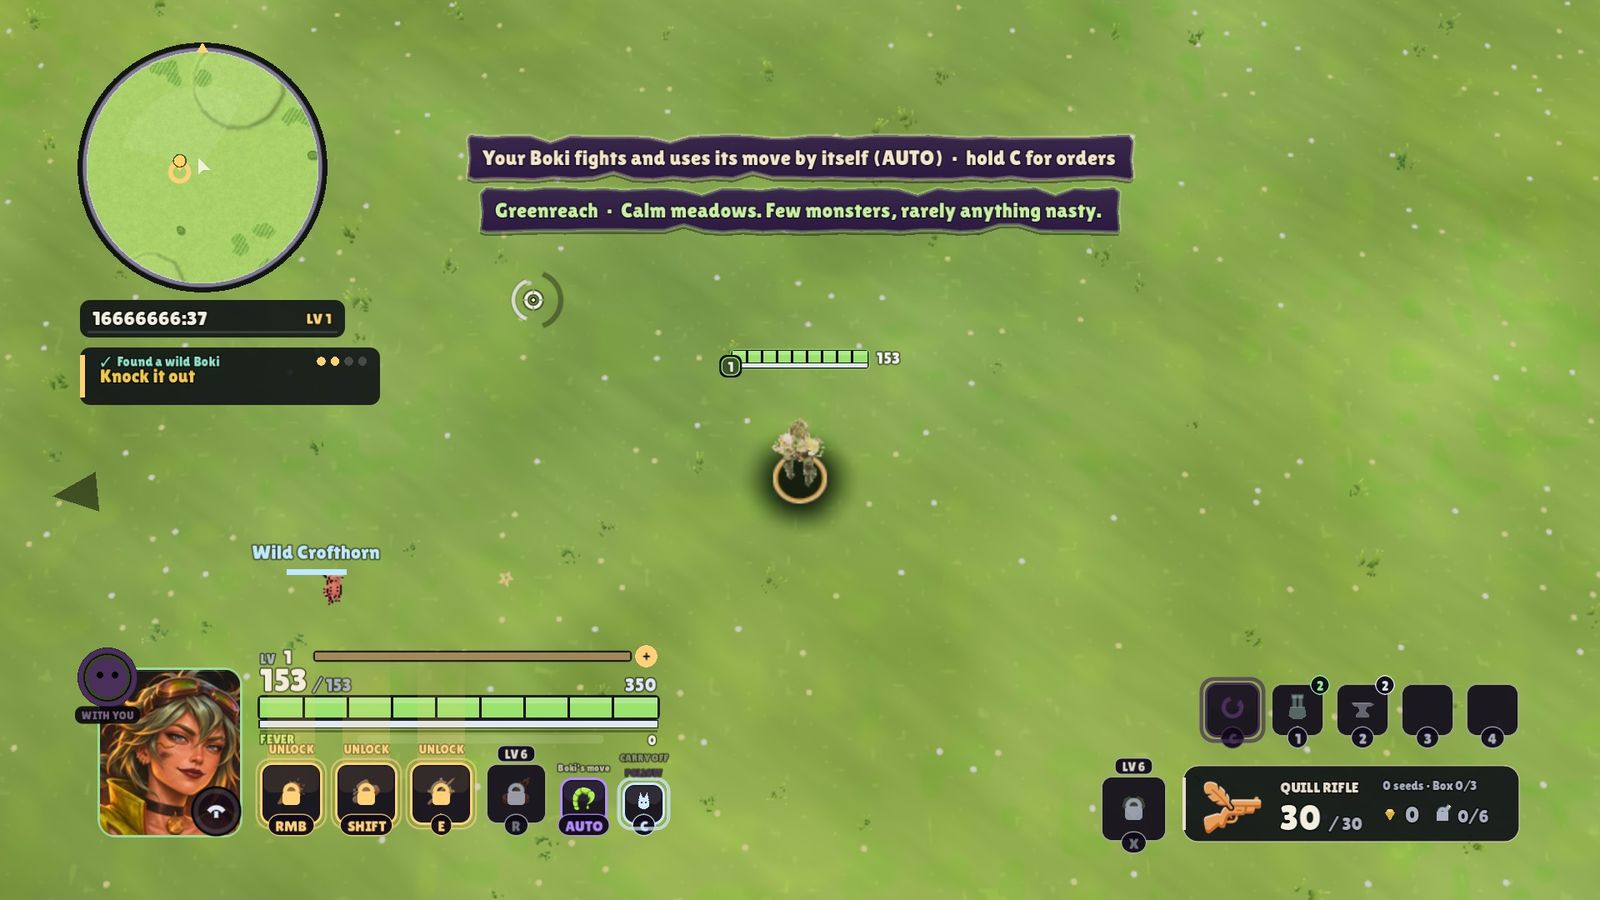 Your Boki fights and uses its move by itself (AUTO) · hold C for orders
Greenreach · Calm meadows. Few monsters, rarely anything nasty.
16666666:37
LV 1
✓ Found a wild Boki
Knock it out
1
153
Wild Crofthorn
WITH YOU
LV 1
153 / 153
350
FEVER
0
UNLOCK
RMB
UNLOCK
SHIFT
UNLOCK
E
LV 6
R
Boki's move
AUTO
CARRY OFF
FOLLOW
C
2
1
2
2
3
4
LV 6
X
QUILL RIFLE
30 / 30
0 seeds · Box 0/3
0
0/6